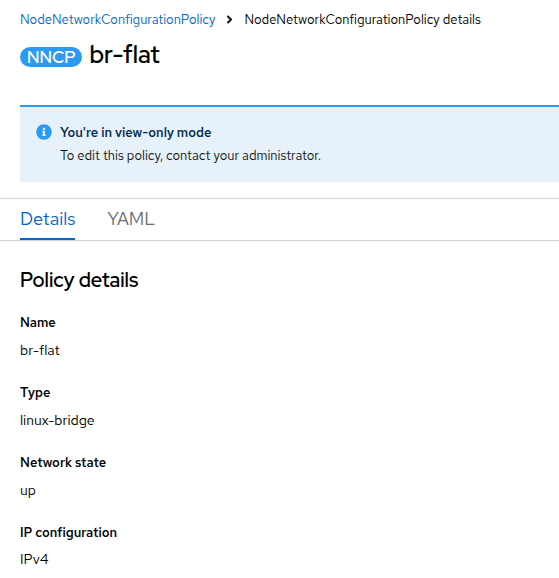 NodeNetworkConfigurationPolicy > NodeNetworkConfigurationPolicy details
NNCP br-flat
You're in view-only mode
To edit this policy, contact your administrator.
Details YAML
Policy details
Name
br-flat
Type
linux-bridge
Network state
up
IP configuration
IPv4